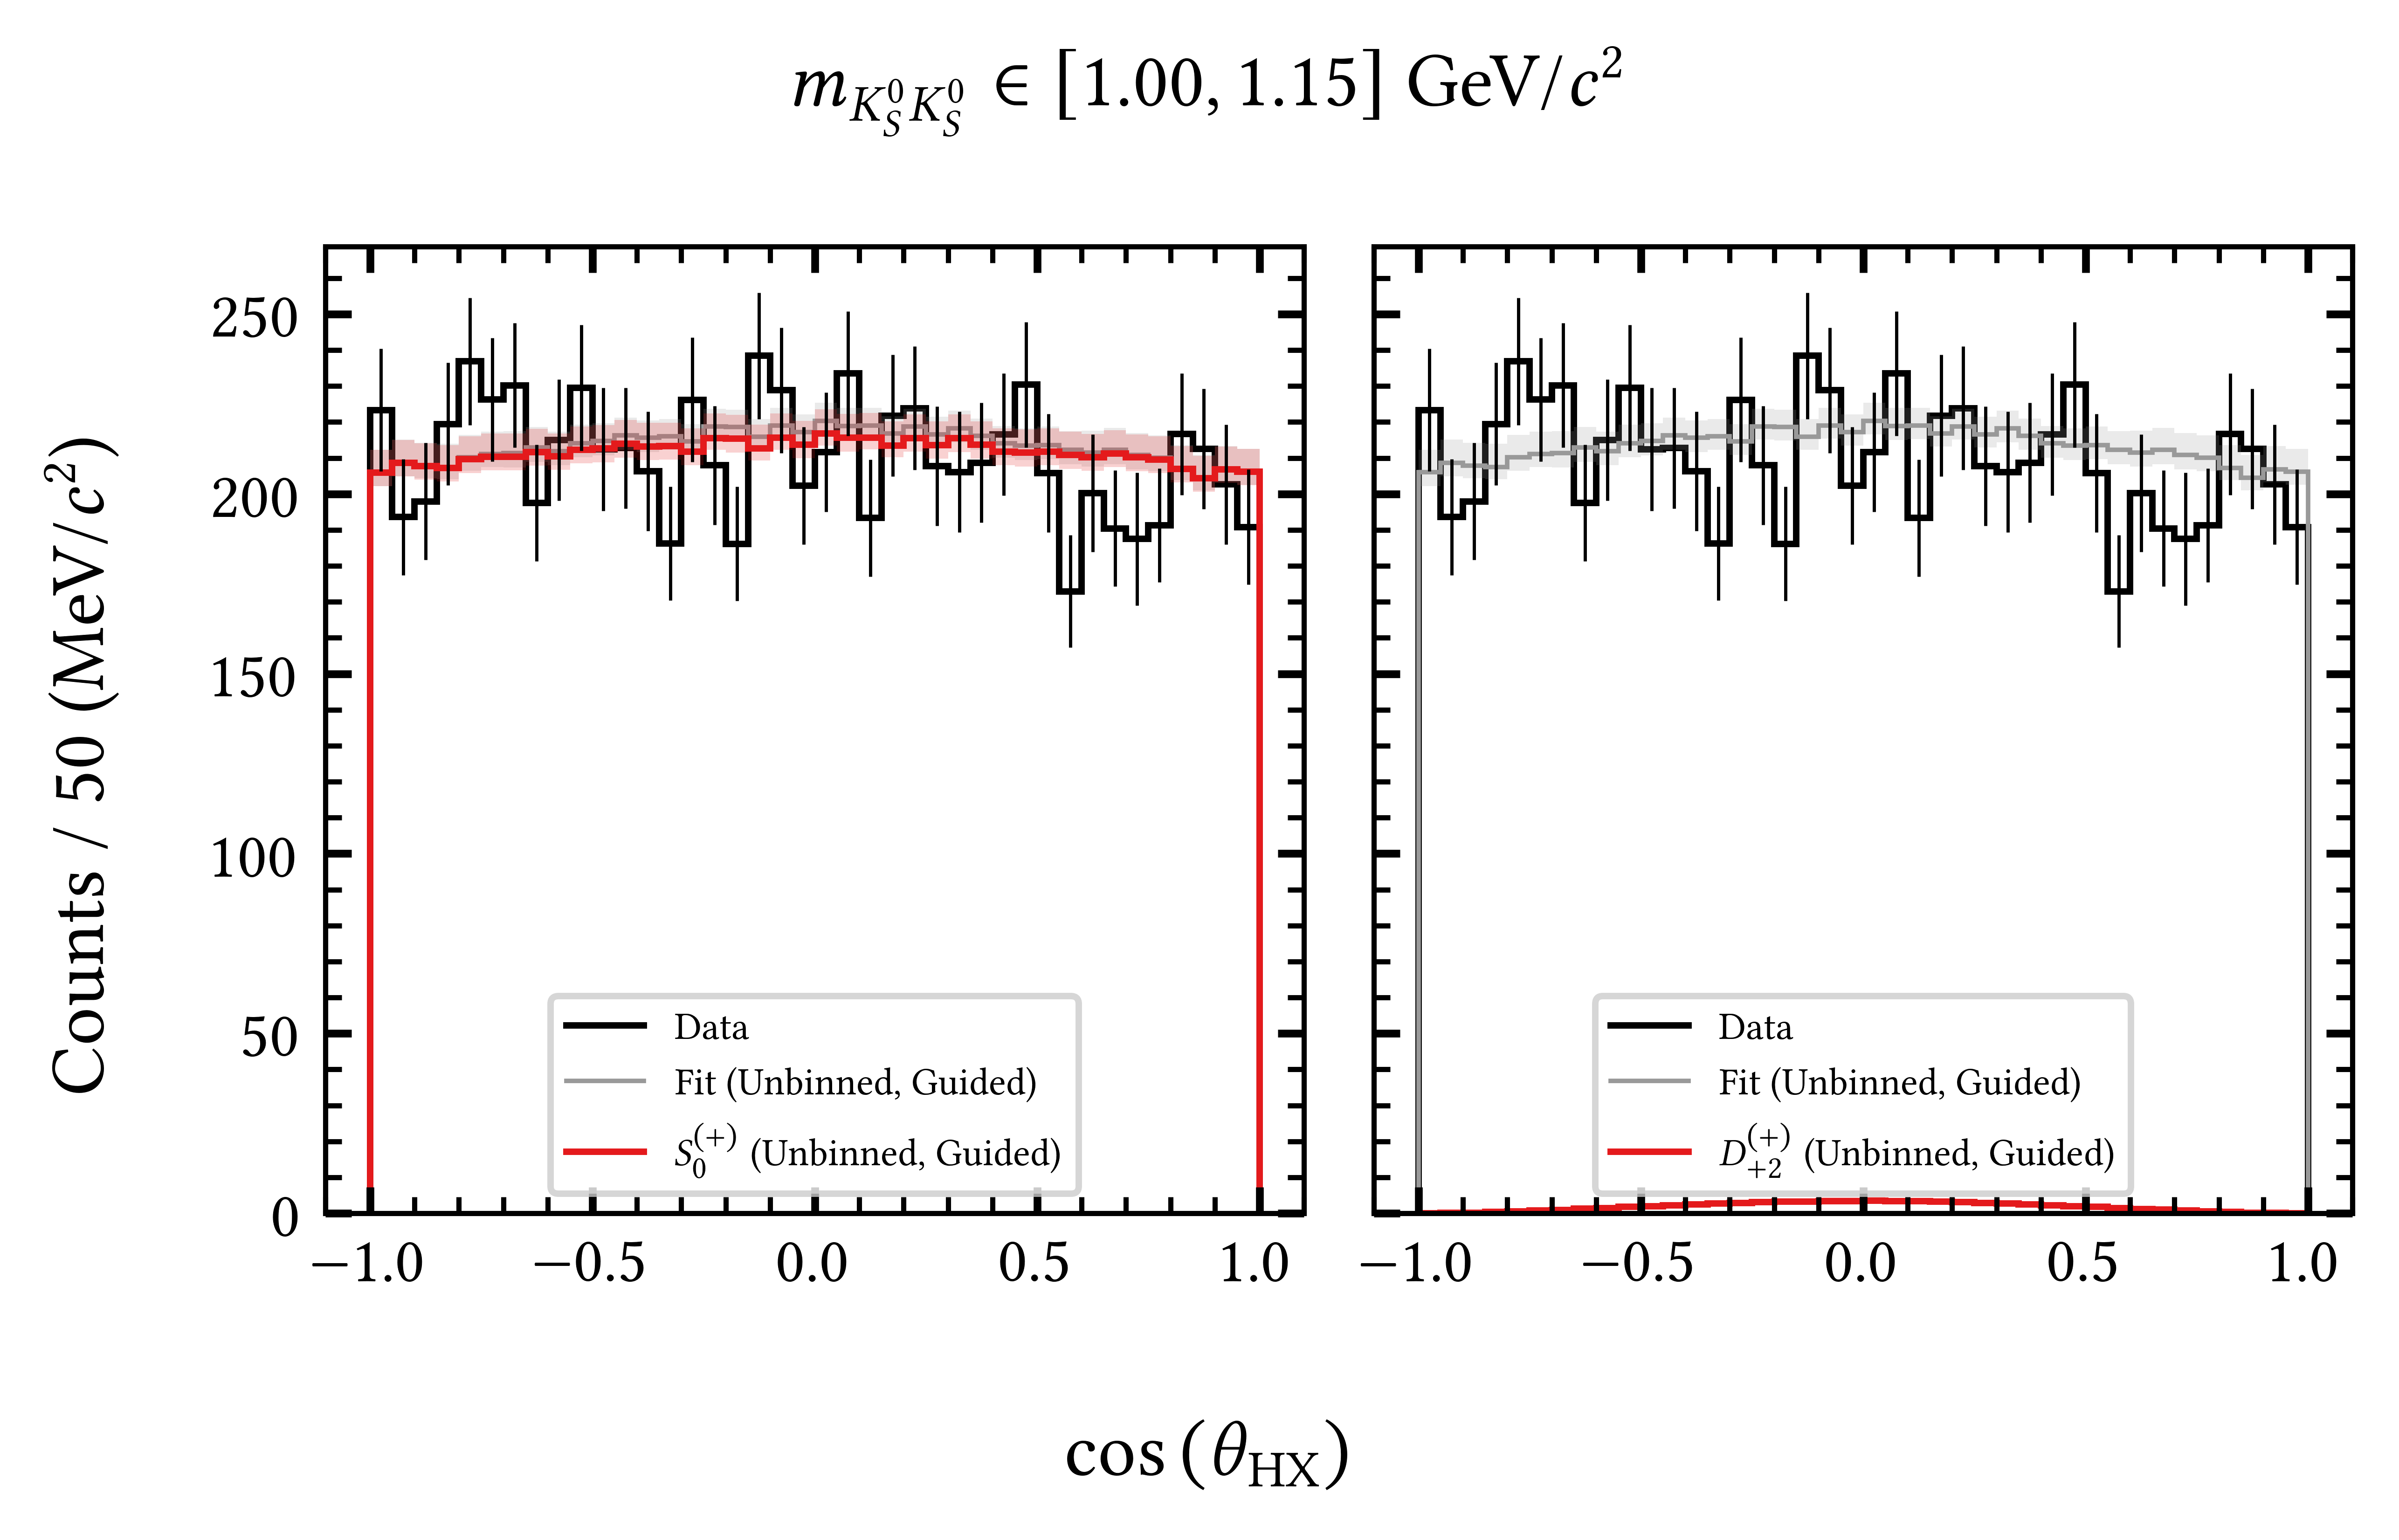 m_{K_S^0 K_S^0} ∈ [1.00, 1.15] GeV/c²
Counts / 50 (MeV/c²)
250
200
150
100
50
0
−1.0 −0.5 0.0 0.5 1.0
−1.0 −0.5 0.0 0.5 1.0
Data
Fit (Unbinned, Guided)
S_0^{(+)} (Unbinned, Guided)
Data
Fit (Unbinned, Guided)
D_{+2}^{(+)} (Unbinned, Guided)
cos (θ_{HX})